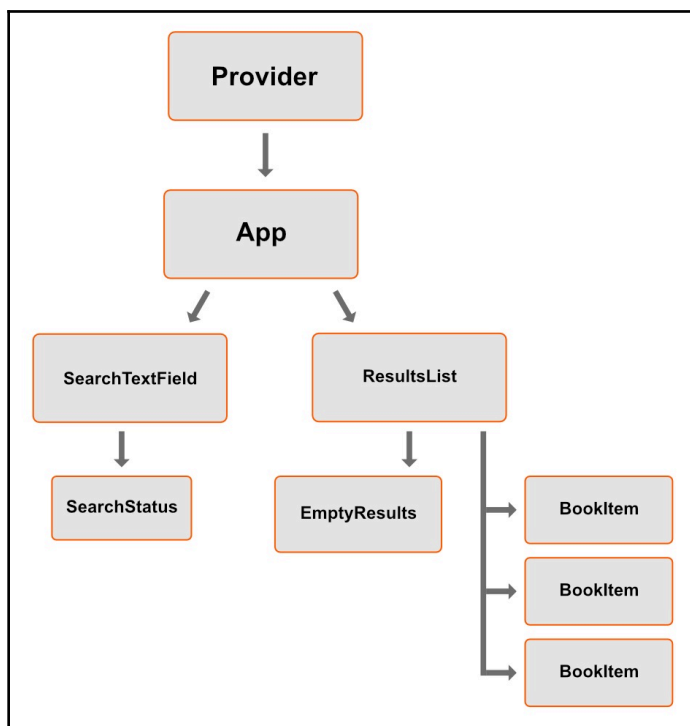 Provider
App
SearchTextField
ResultsList
SearchStatus
EmptyResults
BookItem
BookItem
BookItem